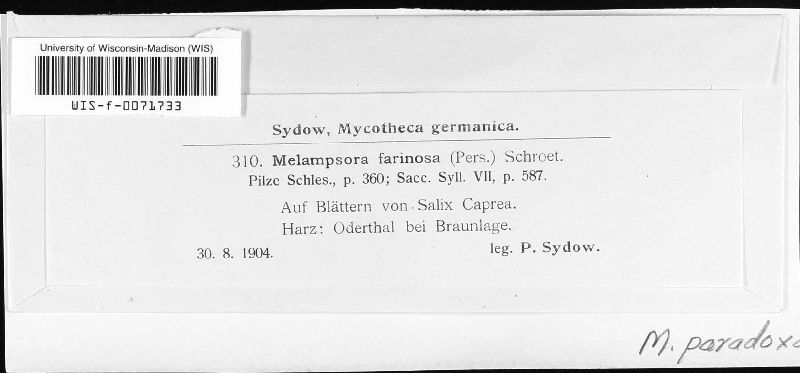 University of Wisconsin-Madison (WIS)
WIS-f-0071733
Sydow, Mycotheca germanica.
310. Melampsora farinosa (Pers.) Schroet.
Pilze Schles., p. 360; Sacc. Syll. VII, p. 587.
Auf Blättern von Salix Caprea.
Harz: Oderthal bei Braunlage.
30. 8. 1904. leg. P. Sydow.
M. paradoxa